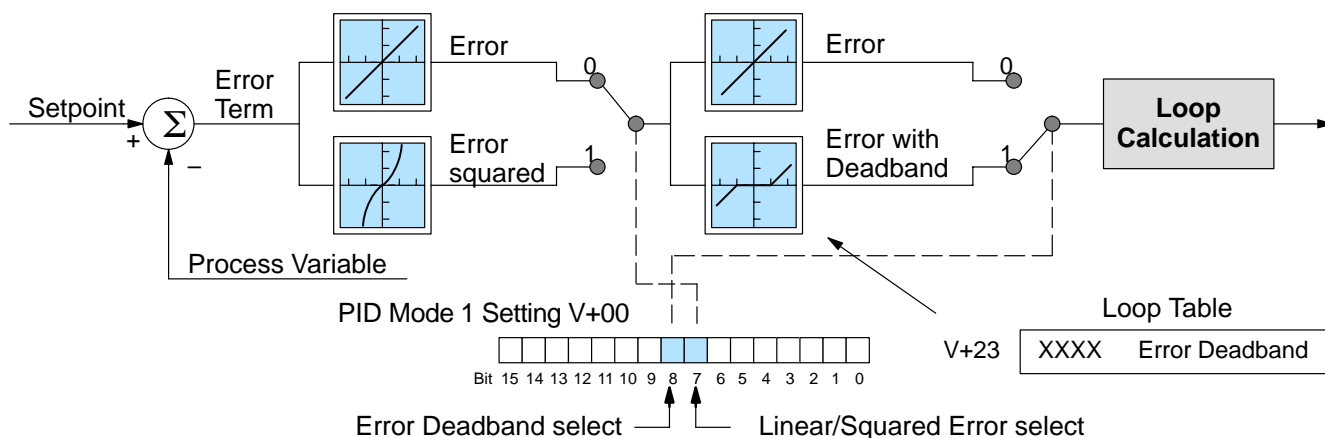 Setpoint
+
−
Σ
Error
Term
Error
Error
squared
0
1
Error
Error with
Deadband
0
1
Loop
Calculation
Process Variable
PID Mode 1 Setting V+00
Bit 15 14 13 12 11 10 9 8 7 6 5 4 3 2 1 0
Error Deadband select
Linear/Squared Error select
Loop Table
V+23 XXXX Error Deadband